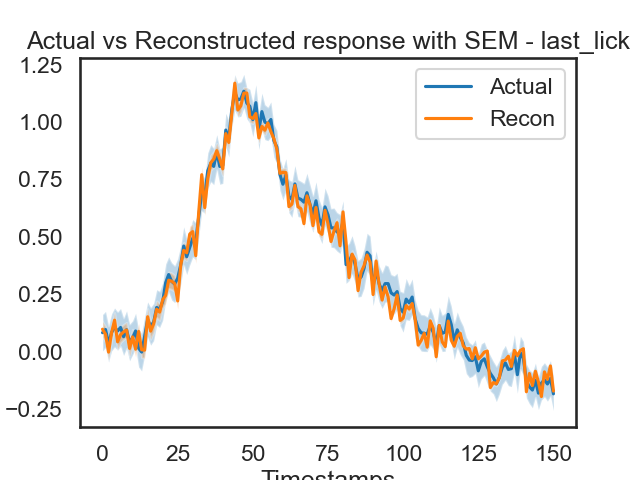 Actual vs Reconstructed response with SEM - last_lick
1.25
1.00
0.75
0.50
0.25
0.00
−0.25
Actual
Recon
0 25 50 75 100 125 150
Timestamps